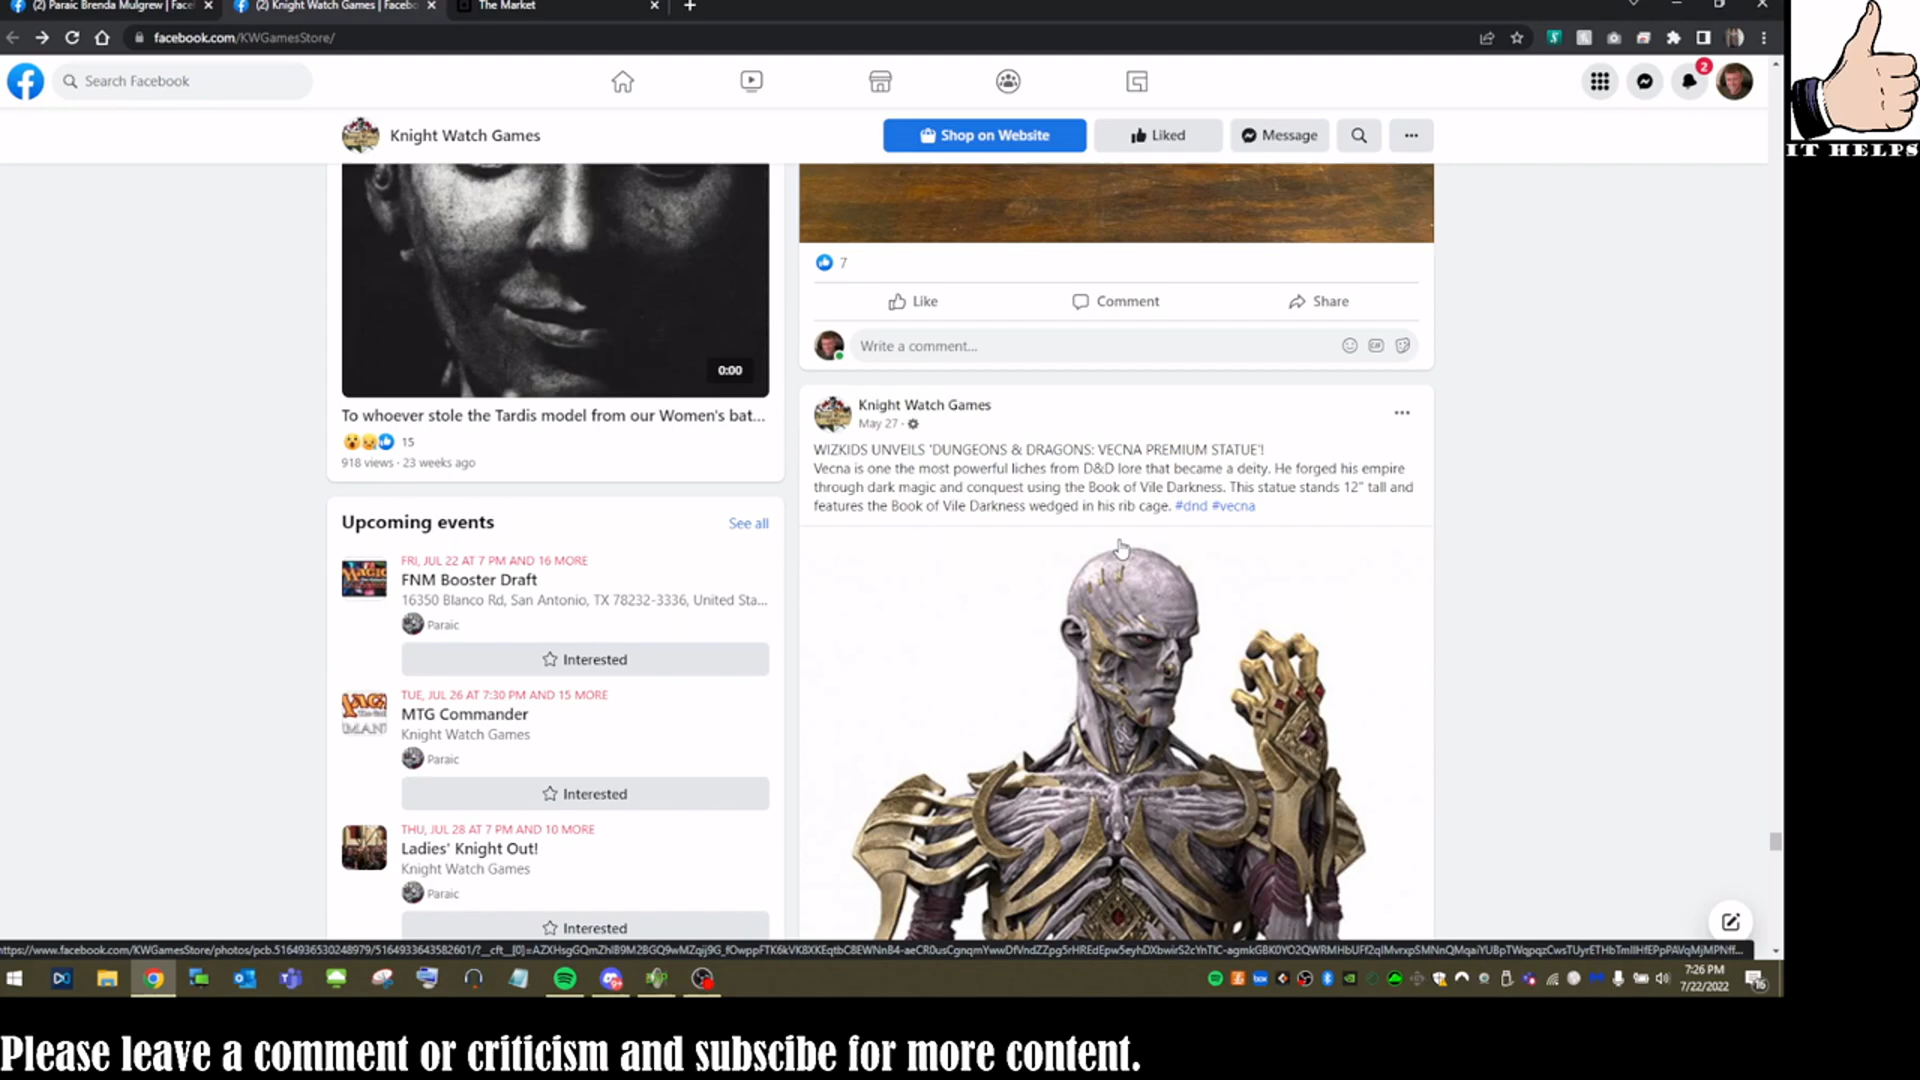 (2) Paraic Brenda Mulgrew | Face
(2) Knight Watch Games | Facebo
The Market
facebook.com/KWGamesStore/
Search Facebook
2
IT HELPS
Knight Watch Games
Shop on Website
Liked
Message
0:00
To whoever stole the Tardis model from our Women's bat...
15
918 views · 23 weeks ago
Upcoming events
See all
FRI, JUL 22 AT 7 PM AND 16 MORE
FNM Booster Draft
16350 Blanco Rd, San Antonio, TX 78232-3336, United Sta...
Paraic
Interested
TUE, JUL 26 AT 7:30 PM AND 15 MORE
MTG Commander
Knight Watch Games
Paraic
Interested
THU, JUL 28 AT 7 PM AND 10 MORE
Ladies' Knight Out!
Knight Watch Games
Paraic
Interested
7
Like
Comment
Share
Write a comment...
GIF
Knight Watch Games
May 27 ·
WIZKIDS UNVEILS 'DUNGEONS & DRAGONS: VECNA PREMIUM STATUE'!
Vecna is one the most powerful liches from D&D lore that became a deity. He forged his empire
through dark magic and conquest using the Book of Vile Darkness. This statue stands 12" tall and
features the Book of Vile Darkness wedged in his rib cage. #dnd #vecna
7:26 PM
7/22/2022
Please leave a comment or criticism and subscibe for more content.